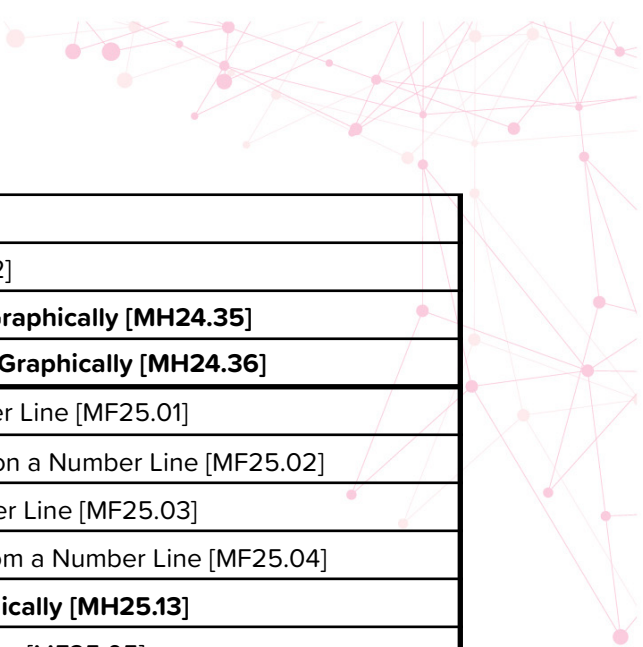 2]
raphically [MH24.35]
Graphically [MH24.36]
er Line [MF25.01]
on a Number Line [MF25.02]
er Line [MF25.03]
om a Number Line [MF25.04]
ically [MH25.13]